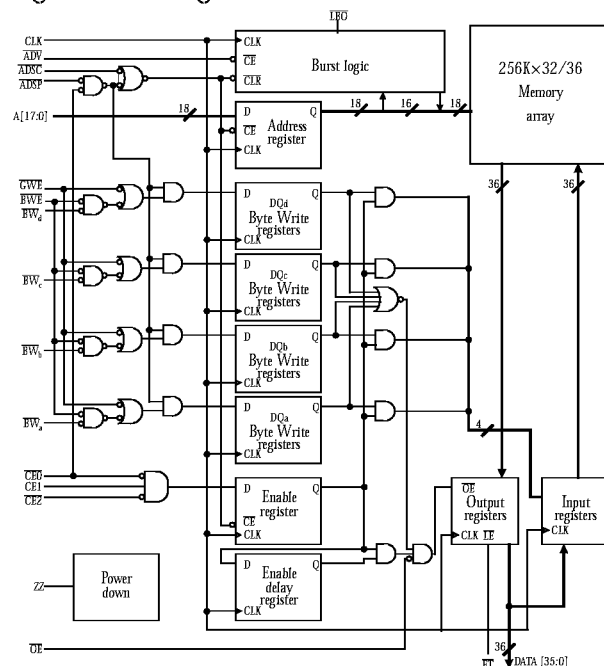 LBO
CLK
ADV
ADSC
ADSP
CLK
CE
CLR
Burst logic
256K×32/36
Memory
array
A[17:0]
18
D
Q
CE
CLK
Address
register
18
16
18
GWE
BWE
BWd
D
DQd
Q
Byte Write
registers
CLK
36
36
BWc
D
DQc
Q
Byte Write
registers
CLK
BWb
D
DQb
Q
Byte Write
registers
CLK
BWa
D
DQa
Q
Byte Write
registers
CLK
4
CE0
CE1
CE2
D
Enable
Q
register
CE
CLK
OE
Output
registers
CLK LE
Input
registers
CLK
ZZ
Power
down
D
Enable
Q
delay
register
CLK
OE
36
FT
DATA [35:0]